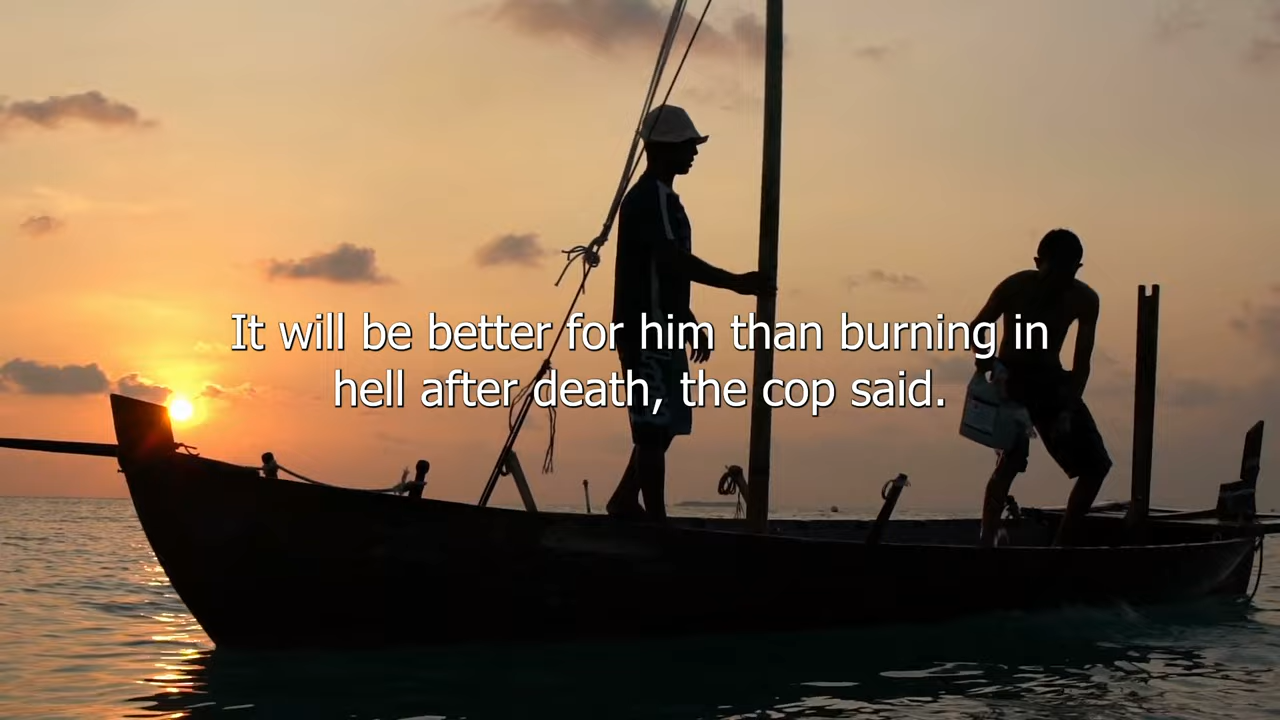 It will be better for him than burning in
hell after death, the cop said.